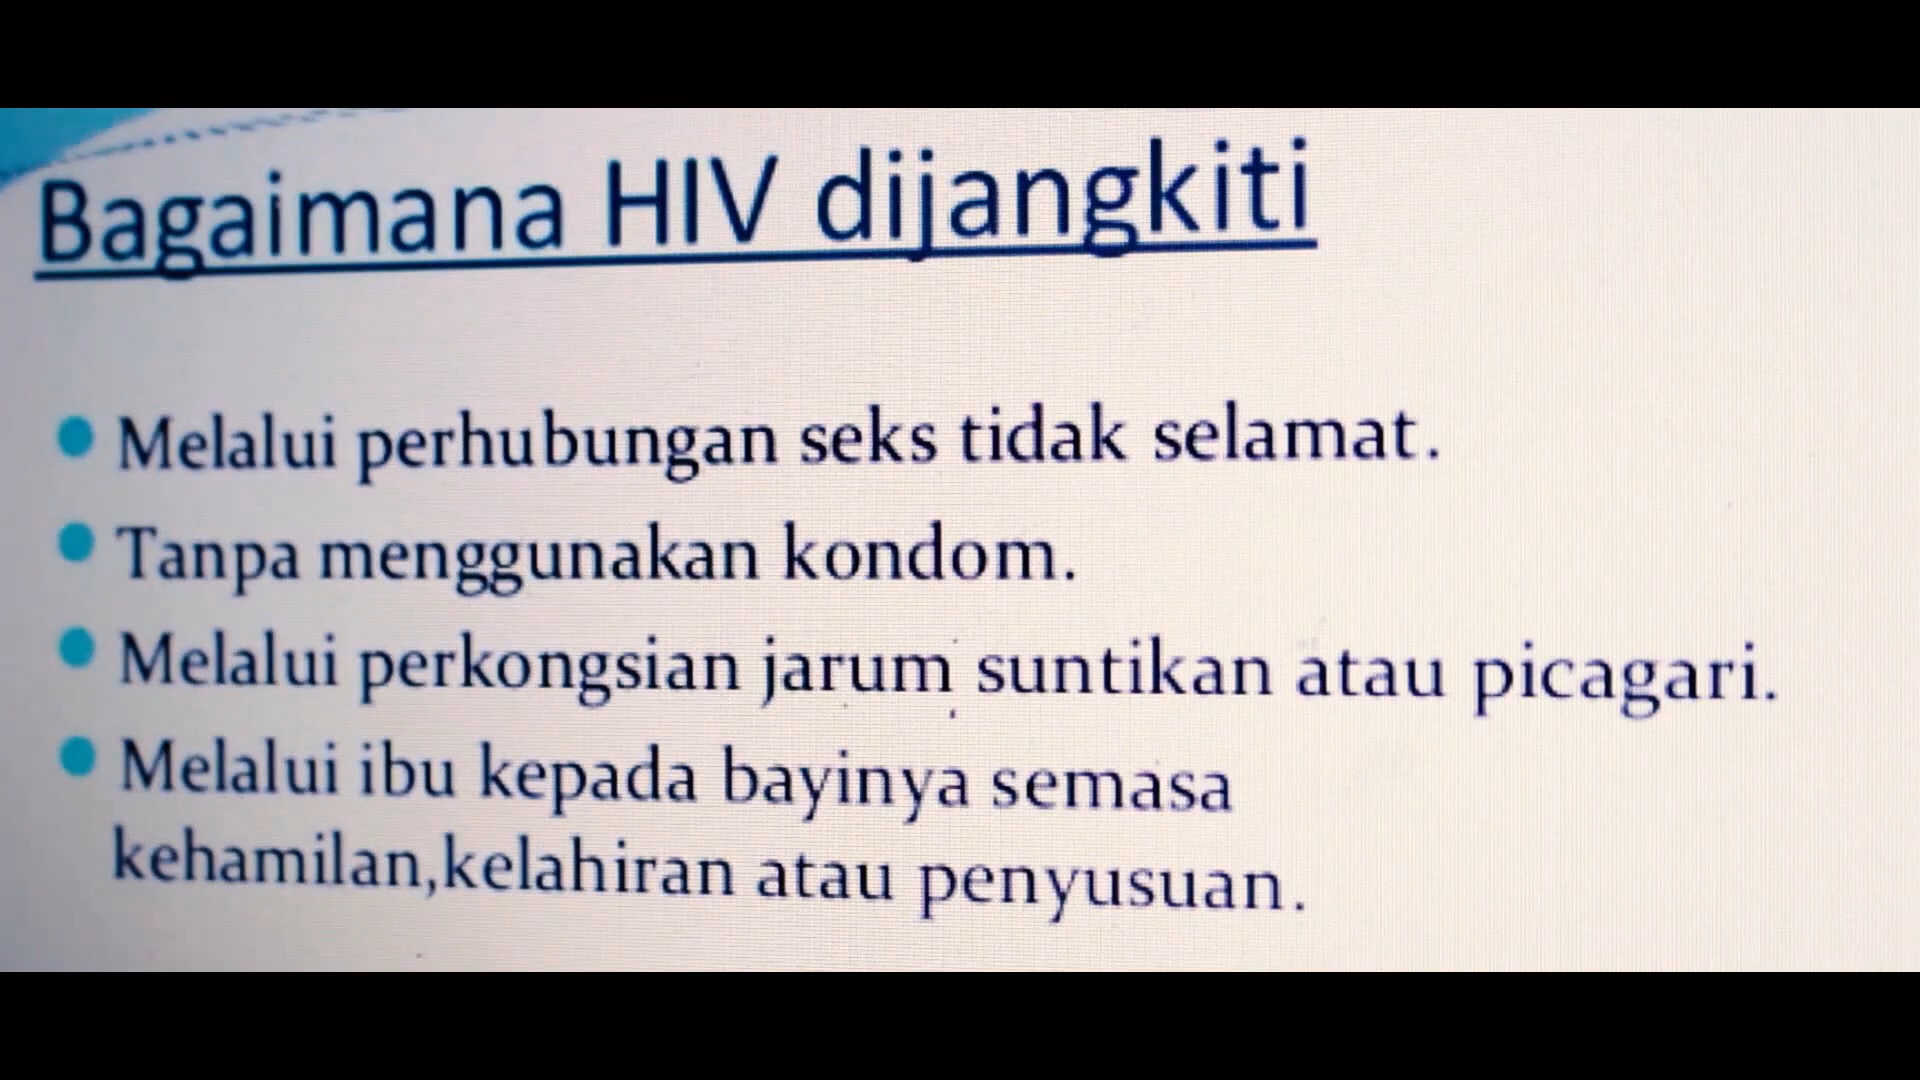 Bagaimana HIV dijangkiti
Melalui perhubungan seks tidak selamat.
Tanpa menggunakan kondom.
Melalui perkongsian jarum suntikan atau picagari.
Melalui ibu kepada bayinya semasa
kehamilan,kelahiran atau penyusuan.